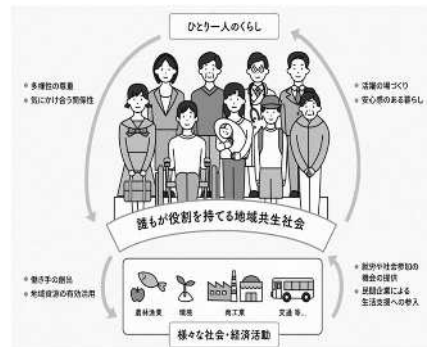 ひとり一人のくらし
● 多様性の尊重
● 気にかけ合う関係性
● 活躍の場づくり
● 安心感のある暮らし
誰もが役割を持てる地域共生社会
● 働き手の創出
● 地域資源の有効活用
● 就労や社会参加の
機会の提供
● 民間企業による
生活支援への参入
農林漁業
環境
商工業
交通 等...
様々な社会・経済活動